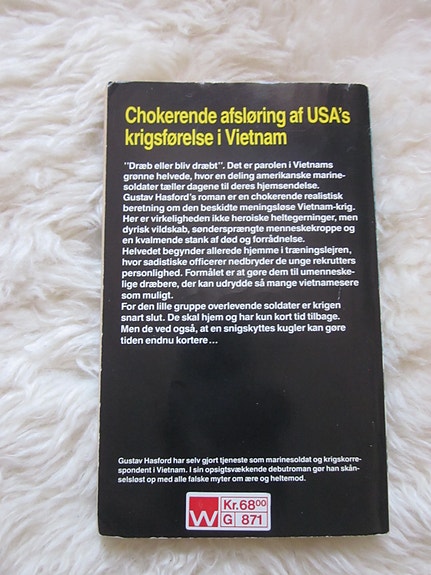 Chokerende afsløring af USA's
krigsførelse i Vietnam
"Dræb eller bliv dræbt". Det er parolen i Vietnams
grønne helvede, hvor en deling amerikanske marine-
soldater tæller dagene til deres hjemsendelse.
Gustav Hasford's roman er en chokerende realistisk
beretning om den beskidte meningsløse Vietnam-krig.
Her er virkeligheden ikke heroiske heltegerninger, men
dyrisk vildskab, søndersprængte menneskekroppe og
en kvalmende stank af død og forrådnelse.
Helvedet begynder allerede hjemme i træningslejren,
hvor sadistiske officerer nedbryder de unge rekrutters
personlighed. Formålet er at gøre dem til umenneske-
lige dræbere, der kan udrydde så mange vietnamesere
som muligt.
For den lille gruppe overlevende soldater er krigen
snart slut. De skal hjem og har kun kort tid tilbage.
Men de ved også, at en snigskyttes kugler kan gøre
tiden endnu kortere...
Gustav Hasford har selv gjort tjeneste som marinesoldat og krigskorre-
spondent i Vietnam. I sin opsigtsvækkende debutroman gør han skån-
selsløst op med alle falske myter om ære og heltemod.
W
Kr.6800
G 871